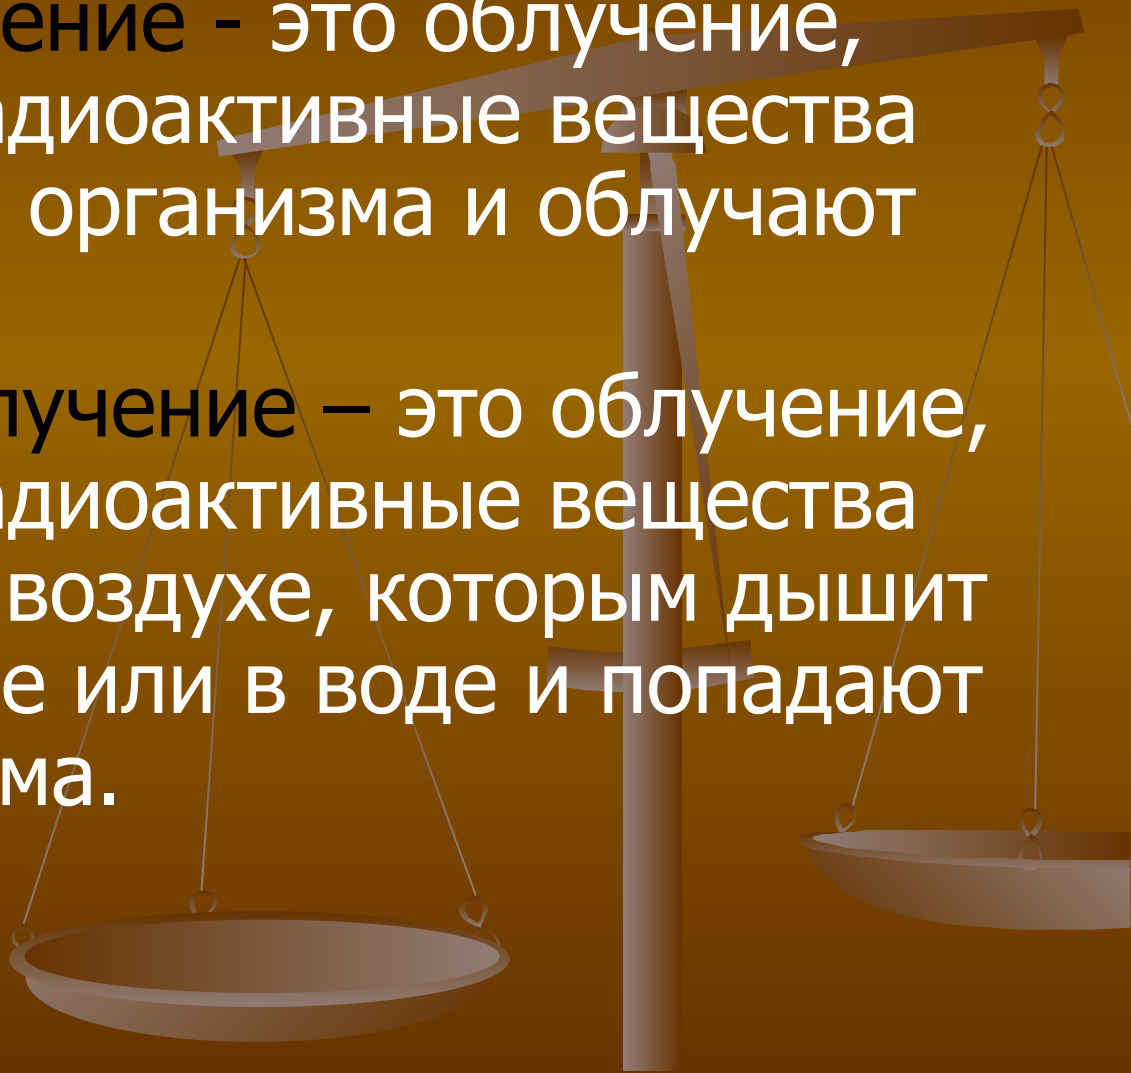 ение - это облучение,
адиоактивные вещества
организма и облучают
лучение – это облучение,
адиоактивные вещества
воздухе, которым дышит
е или в воде и попадают
ма.